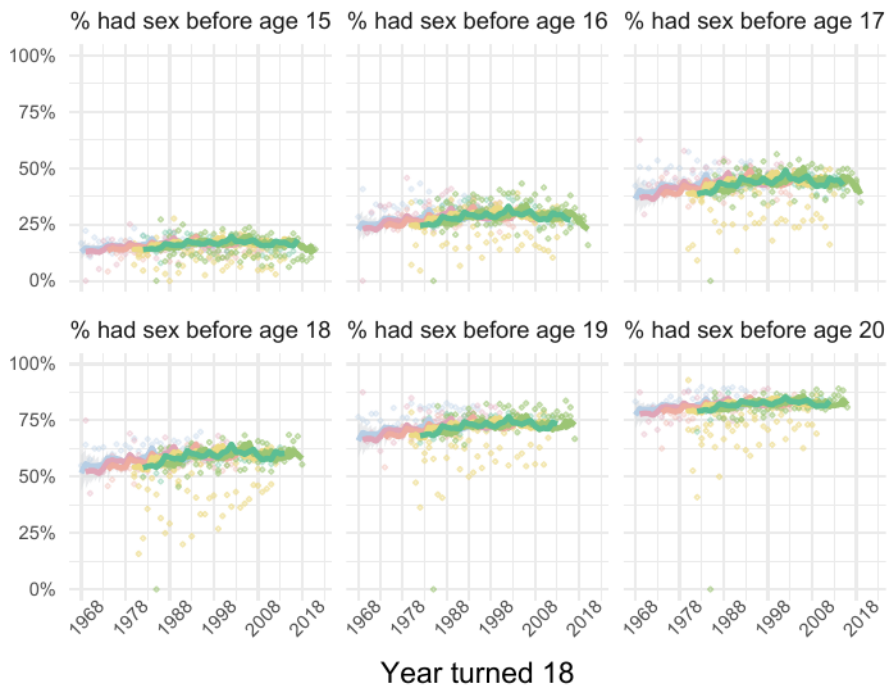 % had sex before age 15 % had sex before age 16 % had sex before age 17
100%
75%
50%
25%
0%
% had sex before age 18 % had sex before age 19 % had sex before age 20
100%
75%
50%
25%
0%
1968 1978 1988 1998 2008 2018 1968 1978 1988 1998 2008 2018 1968 1978 1988 1998 2008 2018
Year turned 18